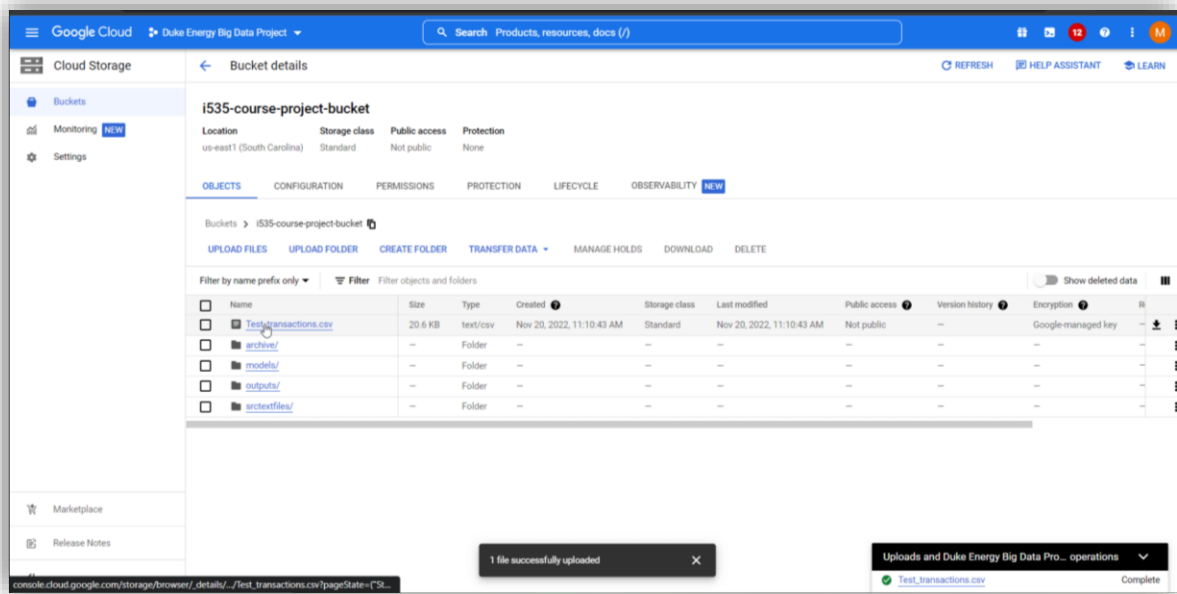 Google Cloud Duke Energy Big Data Project Search Products, resources, docs (/) 12 M
Cloud Storage Bucket details REFRESH HELP ASSISTANT LEARN
Buckets
Monitoring NEW
Settings
i535-course-project-bucket
Location Storage class Public access Protection
us-east1 (South Carolina) Standard Not public None
OBJECTS CONFIGURATION PERMISSIONS PROTECTION LIFECYCLE OBSERVABILITY NEW
Buckets > i535-course-project-bucket
UPLOAD FILES UPLOAD FOLDER CREATE FOLDER TRANSFER DATA MANAGE HOLDS DOWNLOAD DELETE
Filter by name prefix only Filter Filter objects and folders Show deleted data
Name Size Type Created Storage class Last modified Public access Version history Encryption
Test_transactions.csv 20.6 KB text/csv Nov 20, 2022, 11:10:43 AM Standard Nov 20, 2022, 11:10:43 AM Not public — Google-managed key —
archive/ — Folder — — — — — — —
models/ — Folder — — — — — — —
outputs/ — Folder — — — — — — —
srctextfiles/ — Folder — — — — — — —
Marketplace
Release Notes
1 file successfully uploaded
Uploads and Duke Energy Big Data Pro... operations
Test_transactions.csv Complete
console.cloud.google.com/storage/browser/_details/.../Test_transactions.csv?pageState=("St...